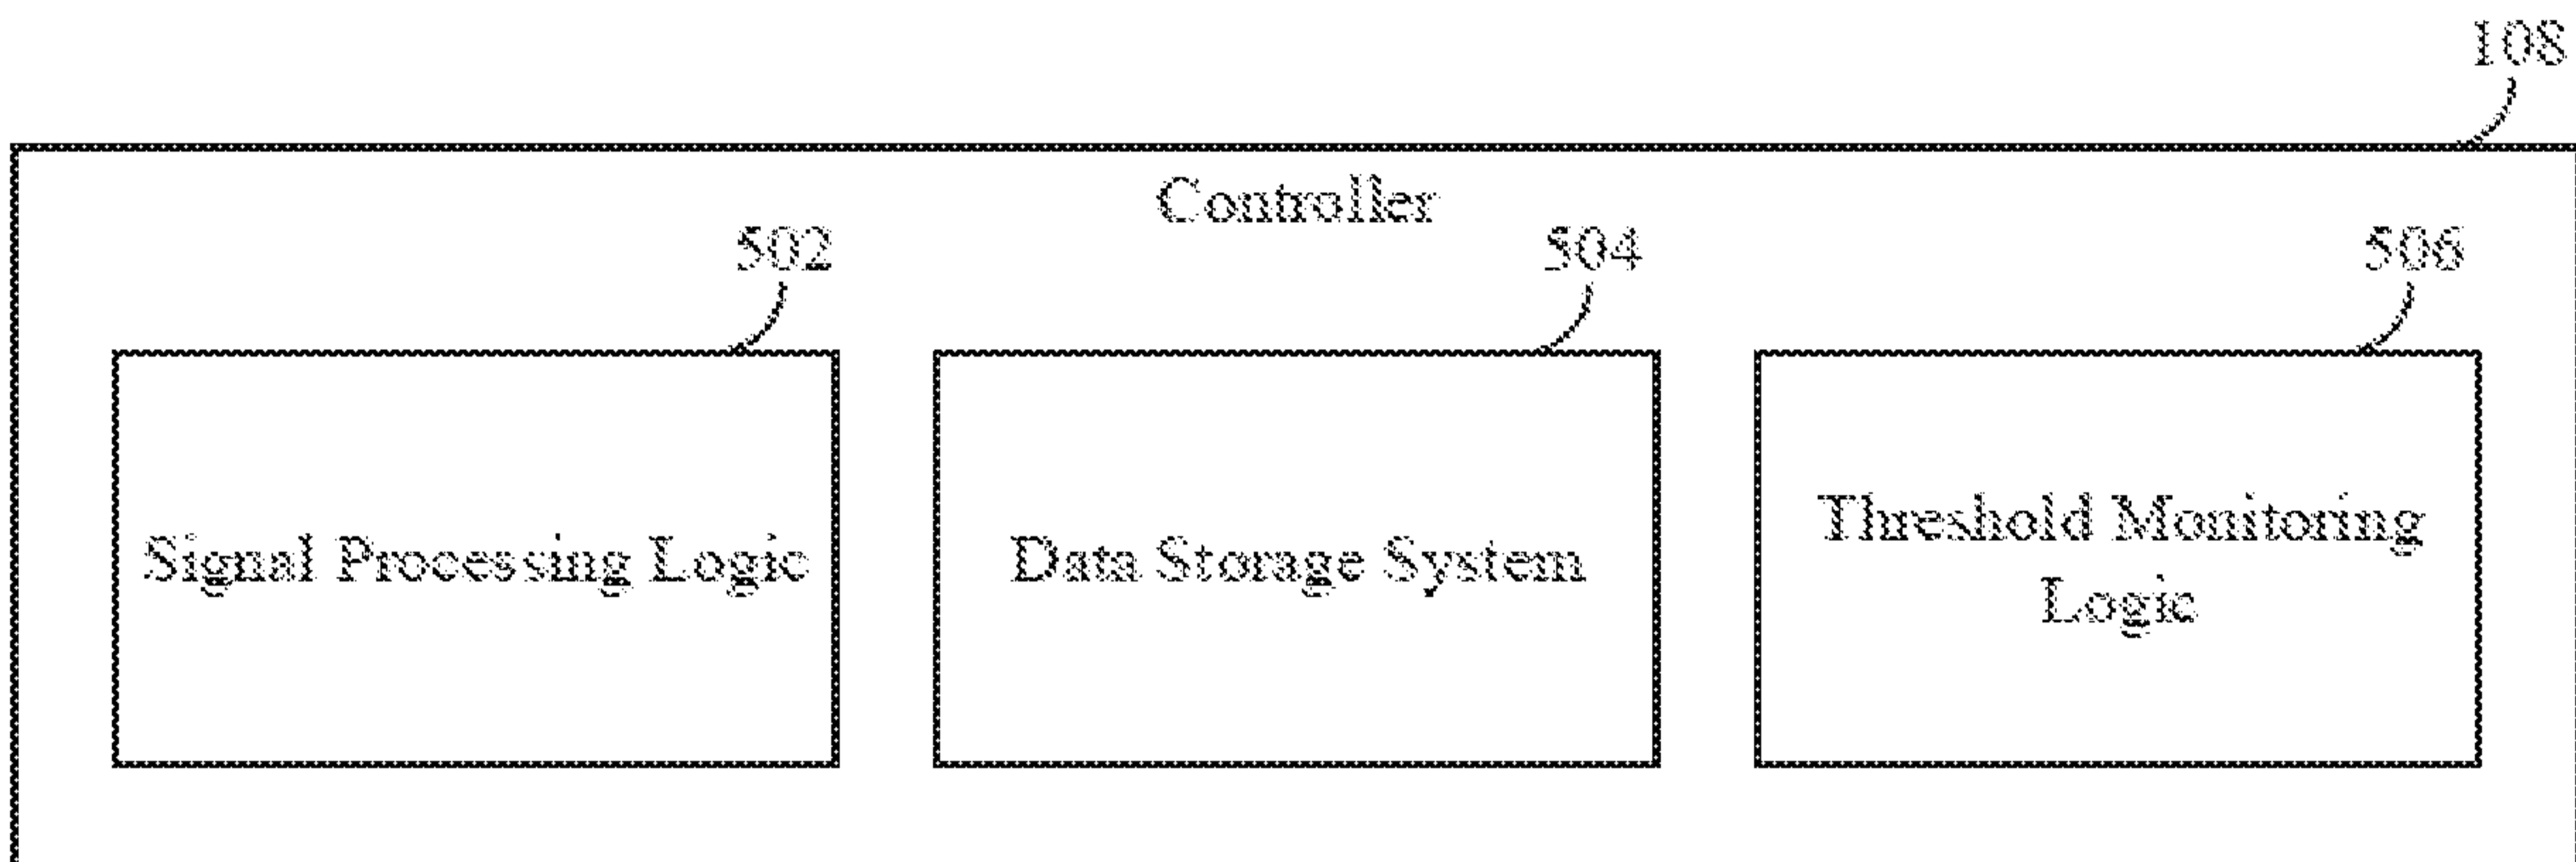 108
Controller
502
504
506
Signal Processing Logic
Data Storage System
Threshold Monitoring
Logic